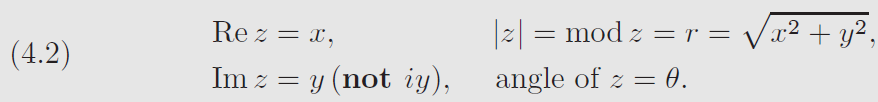 (4.2)
Re z = x, |z| = mod z = r = √x² + y²,
Im z = y (not iy), angle of z = θ.